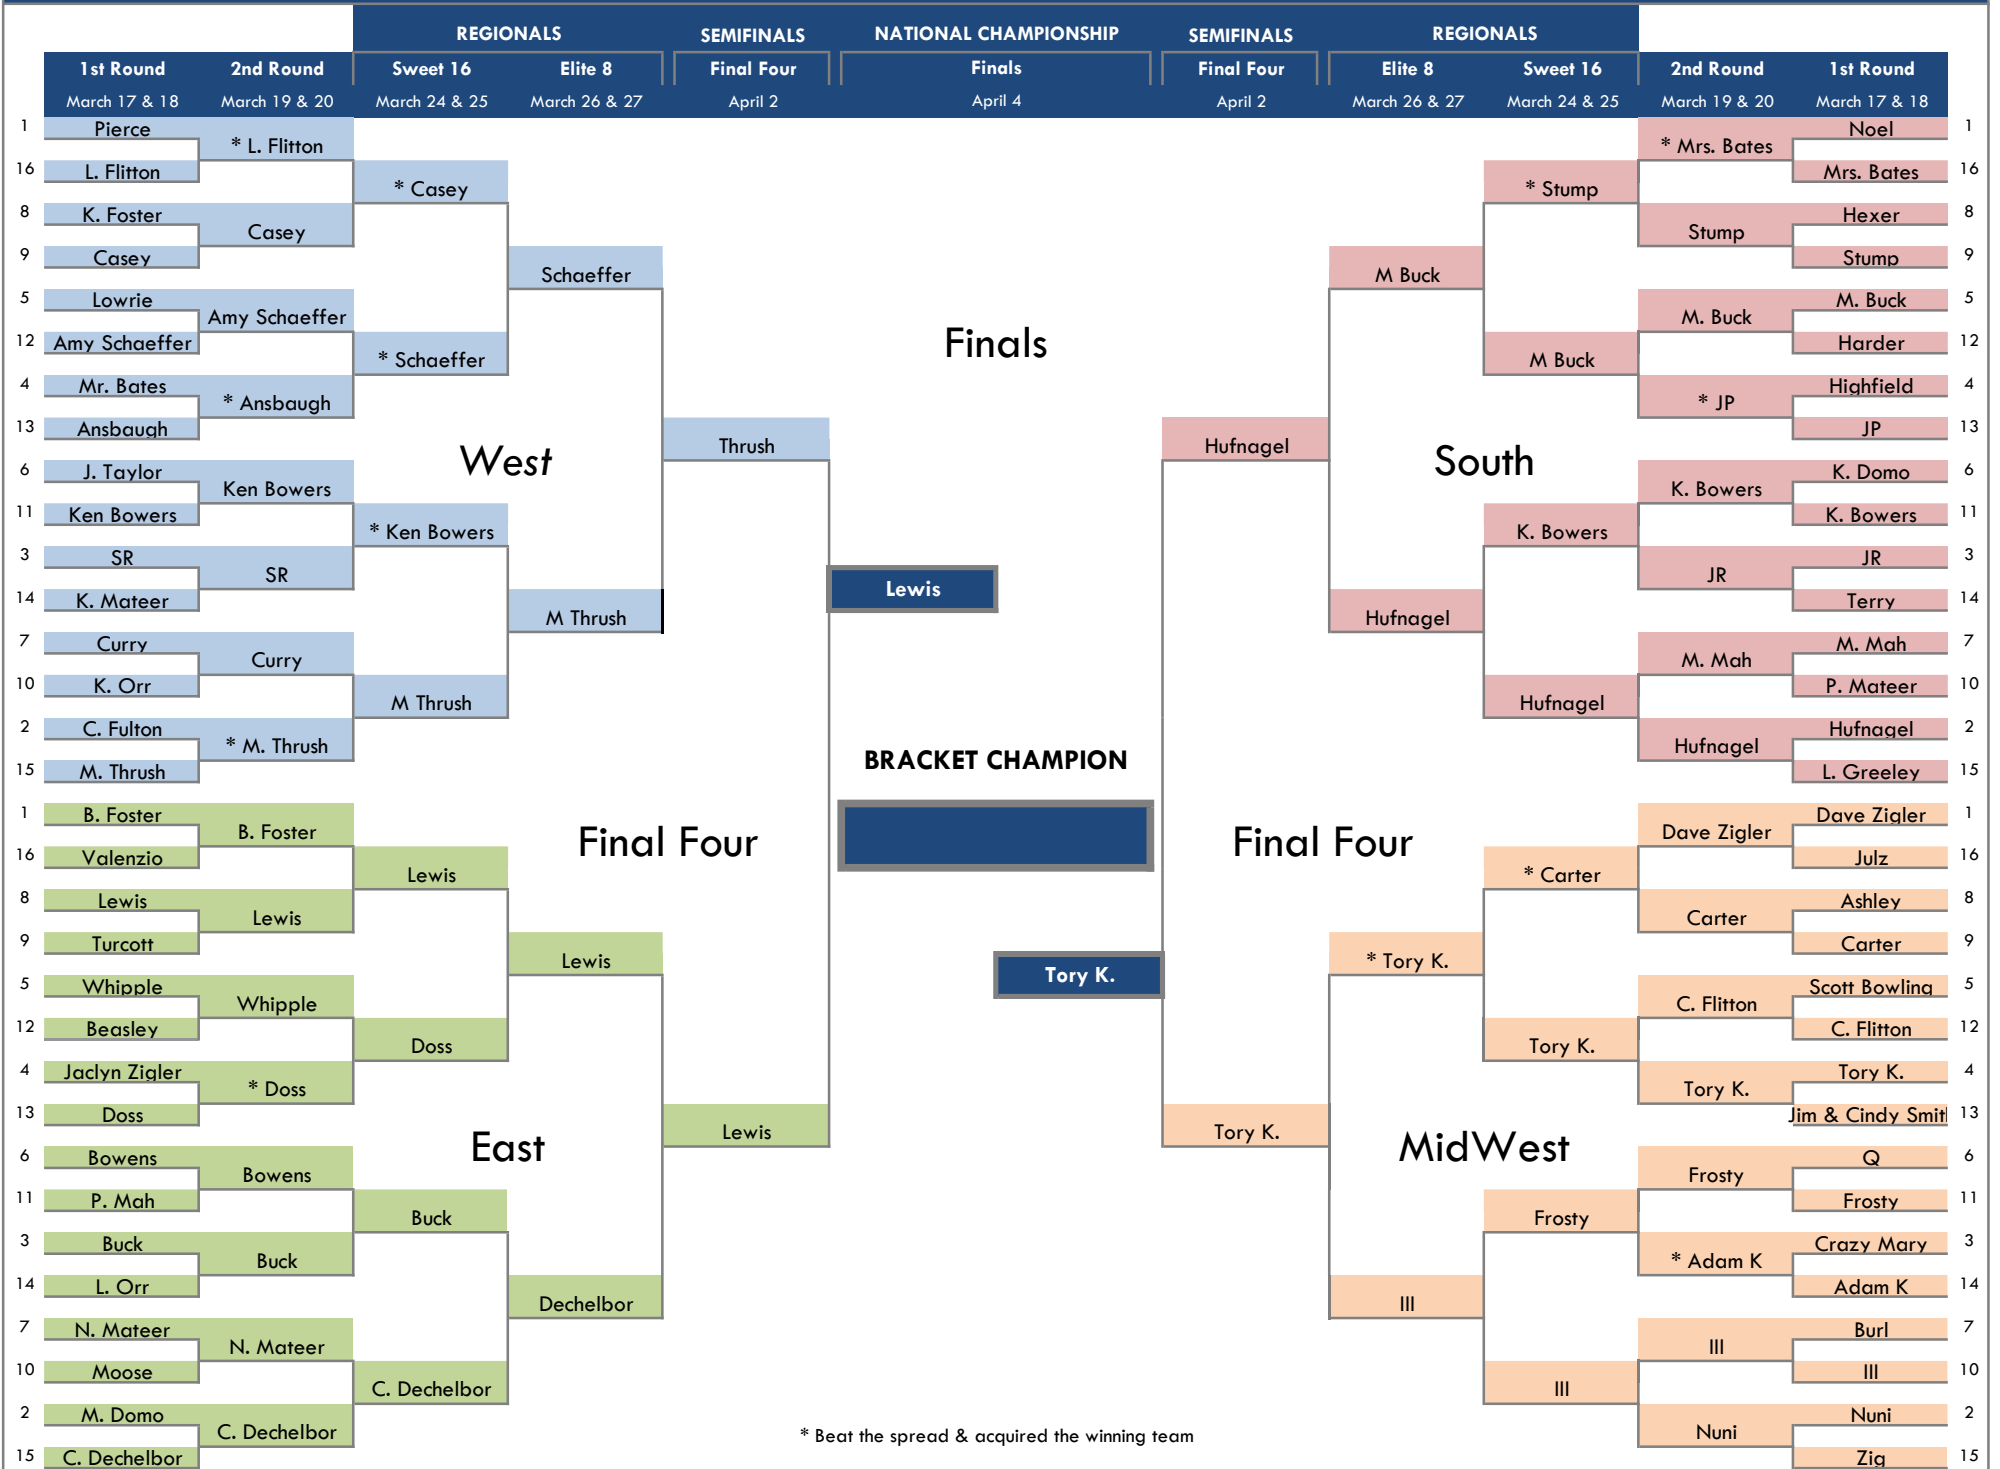 REGIONALS SEMIFINALS NATIONAL CHAMPIONSHIP SEMIFINALS REGIONALS
1st Round 2nd Round Sweet 16 Elite 8 Final Four Finals Final Four Elite 8 Sweet 16 2nd Round 1st Round
March 17 & 18 March 19 & 20 March 24 & 25 March 26 & 27 April 2 April 4 April 2 March 26 & 27 March 24 & 25 March 19 & 20 March 17 & 18
1 Pierce Noel 1
* L. Flitton * Mrs. Bates
16 L. Flitton Mrs. Bates 16
* Casey * Stump
8 K. Foster Hexer 8
Casey Stump
9 Casey Stump 9
Schaeffer M Buck
5 Lowrie M. Buck 5
Amy Schaeffer M. Buck
12 Amy Schaeffer Finals Harder 12
* Schaeffer M Buck
4 Mr. Bates Highfield 4
* Ansbaugh * JP
13 Ansbaugh JP 13
Thrush Hufnagel
West South
6 J. Taylor K. Domo 6
Ken Bowers K. Bowers
11 Ken Bowers K. Bowers 11
* Ken Bowers K. Bowers
3 SR JR 3
SR JR
Lewis
14 K. Mateer Terry 14
M Thrush Hufnagel
7 Curry M. Mah 7
Curry M. Mah
10 K. Orr P. Mateer 10
M Thrush Hufnagel
2 C. Fulton Hufnagel 2
* M. Thrush Hufnagel
BRACKET CHAMPION
15 M. Thrush L. Greeley 15
1 B. Foster Dave Zigler 1
B. Foster Dave Zigler
Final Four Final Four
16 Valenzio Julz 16
Lewis * Carter
8 Lewis Ashley 8
Lewis Carter
9 Turcott Carter 9
Lewis * Tory K.
Tory K.
5 Whipple Scott Bowling 5
Whipple C. Flitton
12 Beasley C. Flitton 12
Doss Tory K.
4 Jaclyn Zigler Tory K. 4
* Doss Tory K.
13 Doss Jim & Cindy Smit 13
Lewis Tory K.
East MidWest
6 Bowens Q 6
Bowens Frosty
11 P. Mah Frosty 11
Buck Frosty
3 Buck Crazy Mary 3
Buck * Adam K
14 L. Orr Adam K 14
Dechelbor III
7 N. Mateer Burl 7
N. Mateer III
10 Moose III 10
C. Dechelbor III
2 M. Domo Nuni 2
C. Dechelbor Nuni
* Beat the spread & acquired the winning team
15 C. Dechelbor Zig 15